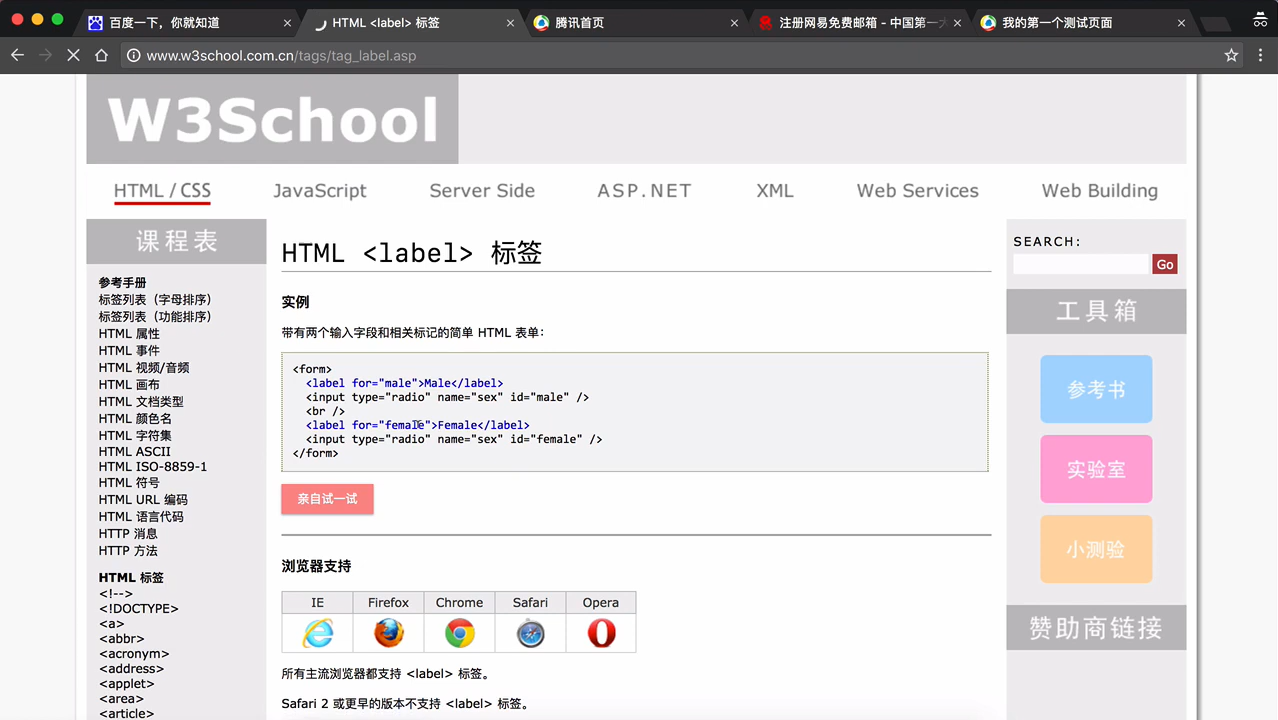 百度一下，你就知道
HTML <label> 标签
腾讯首页
注册网易免费邮箱 - 中国第一大
我的第一个测试页面
www.w3school.com.cn/tags/tag_label.asp
W3School
HTML / CSS
JavaScript
Server Side
ASP.NET
XML
Web Services
Web Building
课程表
参考手册
标签列表（字母排序）
标签列表（功能排序）
HTML 属性
HTML 事件
HTML 视频/音频
HTML 画布
HTML 文档类型
HTML 颜色名
HTML 字符集
HTML ASCII
HTML ISO-8859-1
HTML 符号
HTML URL 编码
HTML 语言代码
HTTP 消息
HTTP 方法
HTML 标签
<!-->
<!DOCTYPE>
<a>
<abbr>
<acronym>
<address>
<applet>
<area>
<article>
HTML <label> 标签
实例
带有两个输入字段和相关标记的简单 HTML 表单：
<form>
<label for="male">Male</label>
<input type="radio" name="sex" id="male" />
<br />
<label for="female">Female</label>
<input type="radio" name="sex" id="female" />
</form>
亲自试一试
浏览器支持
IE
Firefox
Chrome
Safari
Opera
所有主流浏览器都支持 <label> 标签。
Safari 2 或更早的版本不支持 <label> 标签。
SEARCH:
Go
工具箱
参考书
实验室
小测验
赞助商链接